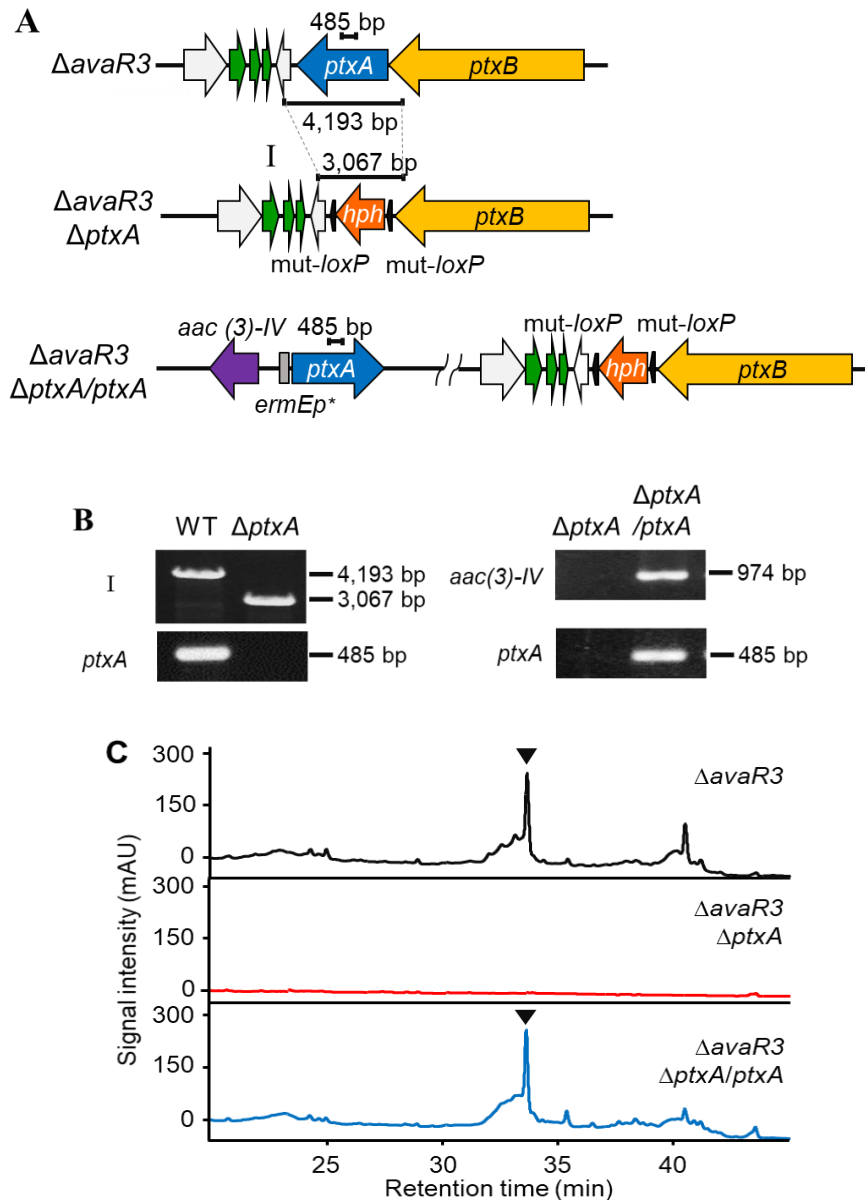 A
485 bp
ΔavaR3
ptxA
ptxB
4,193 bp
I
3,067 bp
ΔavaR3
ΔptxA
hph
ptxB
mut-loxP
mut-loxP
aac (3)-IV
485 bp
mut-loxP
mut-loxP
ΔavaR3
ΔptxA/ptxA
ptxA
hph
ptxB
ermEp*
B
WT
ΔptxA
I
4,193 bp
3,067 bp
ptxA
485 bp
ΔptxA
ΔptxA
/ptxA
aac(3)-IV
974 bp
ptxA
485 bp
C
Signal intensity (mAU)
300
150
0
ΔavaR3
300
150
0
ΔavaR3
ΔptxA
300
150
0
ΔavaR3
ΔptxA/ptxA
25
30
35
40
Retention time (min)